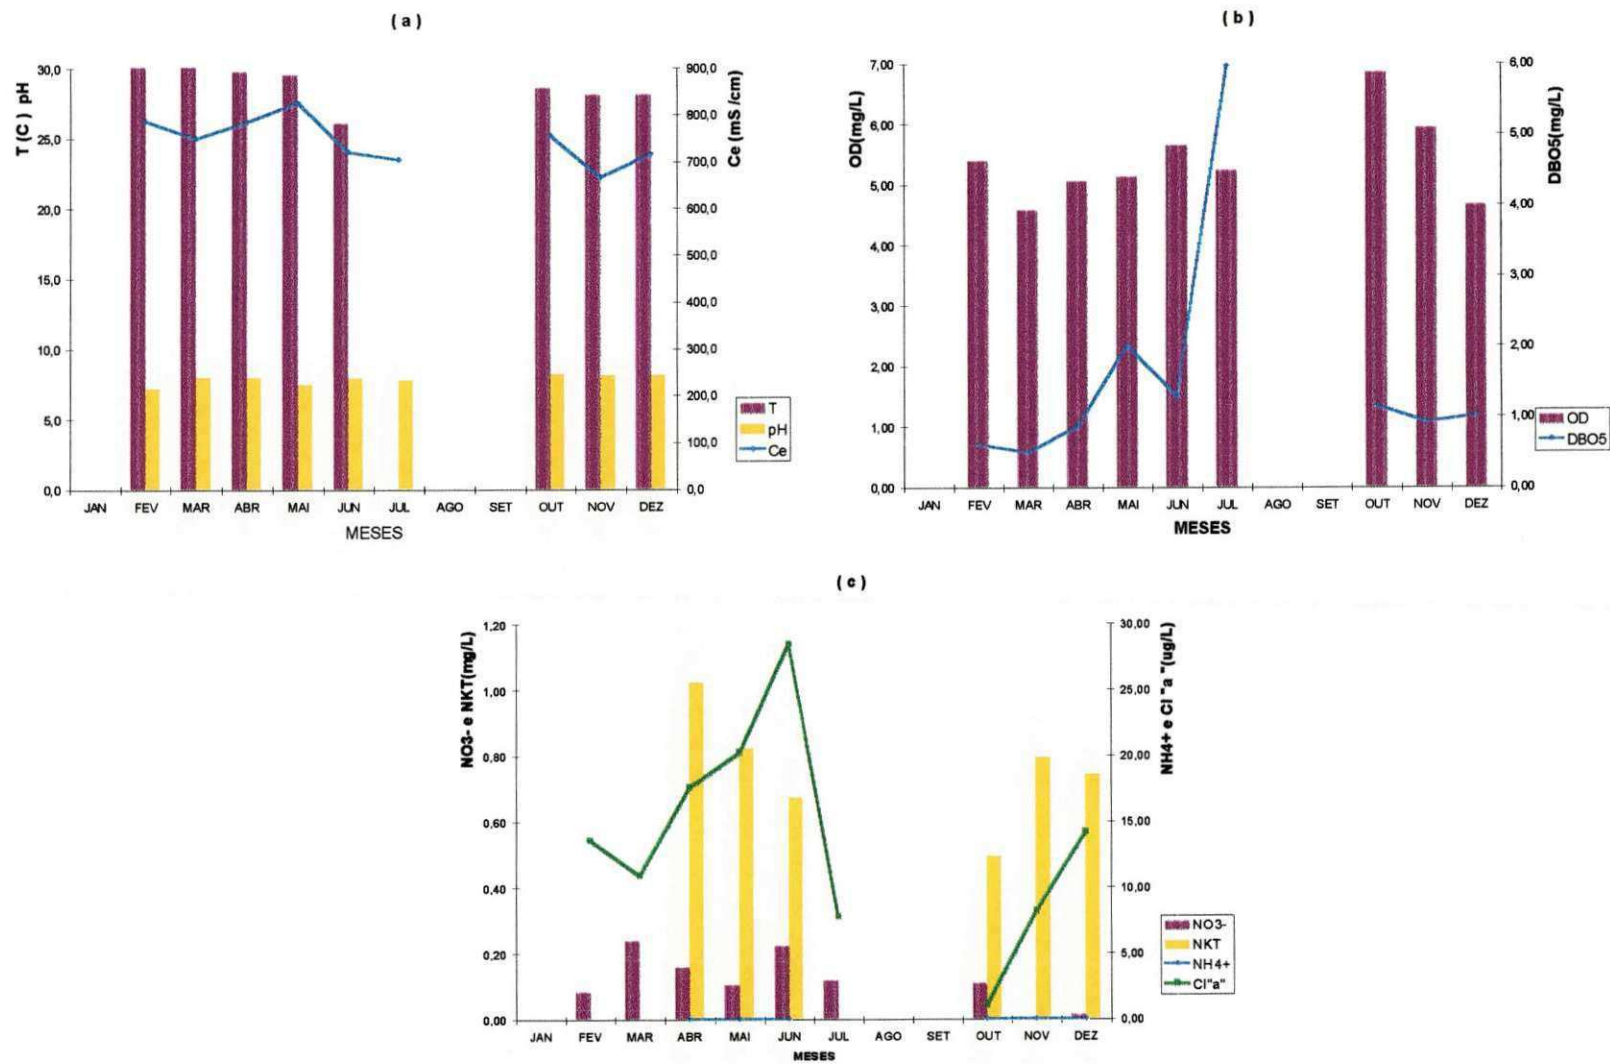 ( a )
T (C) pH
30,0
25,0
20,0
15,0
10,0
5,0
0,0
JAN FEV MAR ABR MAI JUN JUL AGO SET OUT NOV DEZ
MESES
900,0
800,0
700,0
600,0
500,0
400,0
300,0
200,0
100,0
0,0
Ce (mS /cm)
T
pH
Ce
( b )
OD(mg/L)
7,00
6,00
5,00
4,00
3,00
2,00
1,00
0,00
JAN FEV MAR ABR MAI JUN JUL AGO SET OUT NOV DEZ
MESES
6,00
5,00
4,00
3,00
2,00
1,00
0,00
DBO5(mg/L)
OD
DBO5
( c )
NO3- e NKT(mg/L)
1,20
1,00
0,80
0,60
0,40
0,20
0,00
JAN FEV MAR ABR MAI JUN JUL AGO SET OUT NOV DEZ
MESES
30,00
25,00
20,00
15,00
10,00
5,00
0,00
NH4+ e Cl "a "(ug/L)
NO3-
NKT
NH4+
Cl"a"